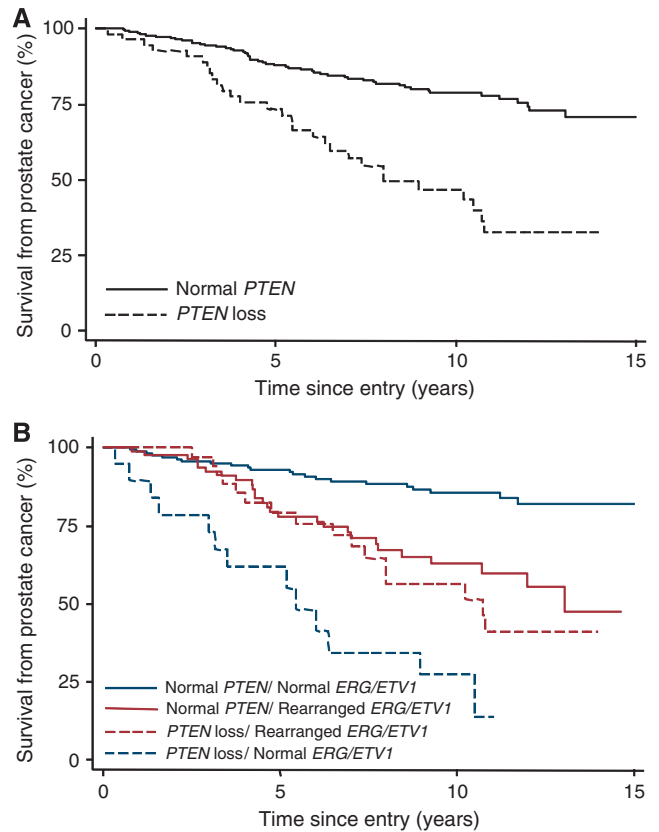 A
Survival from prostate cancer (%)
100
75
50
25
0
Normal PTEN
PTEN loss
0 5 10 15
Time since entry (years)
B
Survival from prostate cancer (%)
100
75
50
25
0
Normal PTEN/ Normal ERG/ETV1
Normal PTEN/ Rearranged ERG/ETV1
PTEN loss/ Rearranged ERG/ETV1
PTEN loss/ Normal ERG/ETV1
0 5 10 15
Time since entry (years)